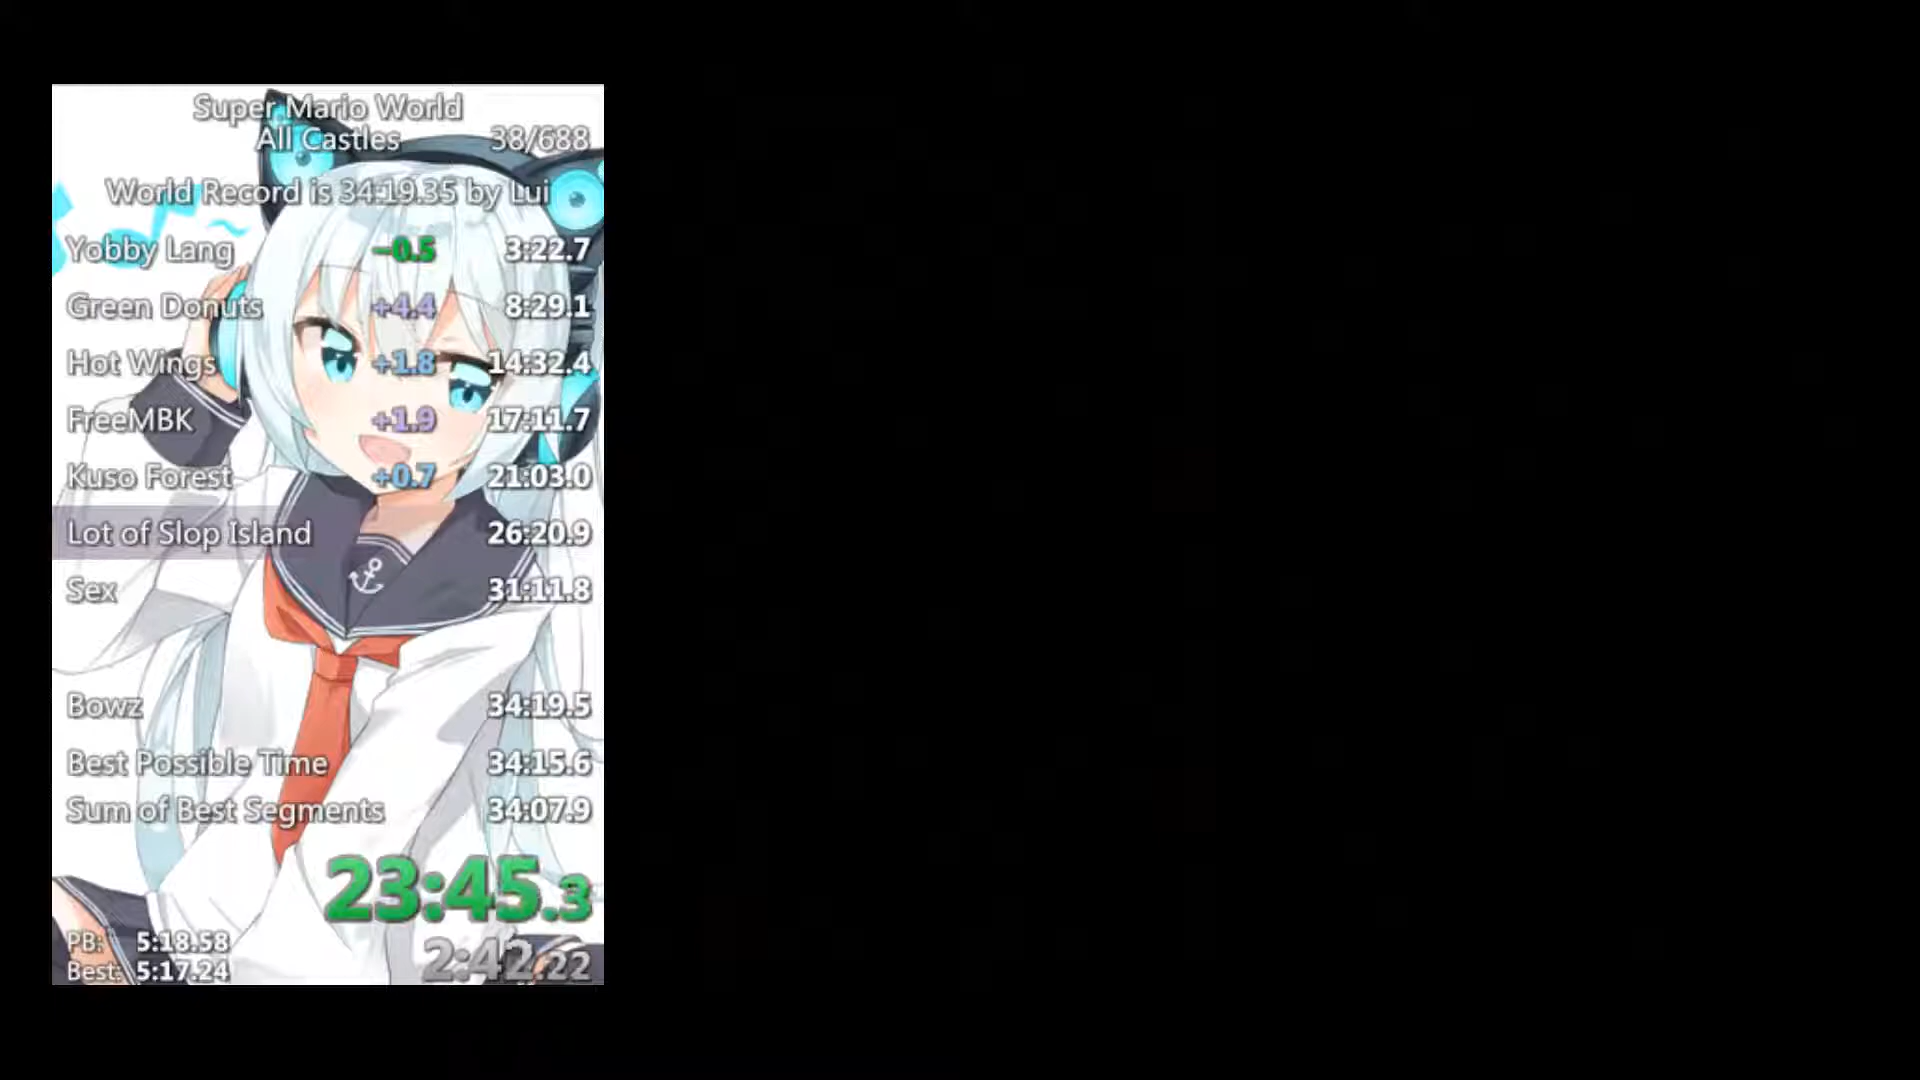 Super Mario World
All Castles 38/688
World Record is 34:19.35 by Lui
Yobby Lang −0.5 3:22.7
Green Donuts +4.4 8:29.1
Hot Wings +1.8 14:32.4
FreeMBK +1.9 17:11.7
Kuso Forest +0.7 21:03.0
Lot of Slop Island 26:20.9
Sex 31:11.8
Bowz 34:19.5
Best Possible Time 34:15.6
Sum of Best Segments 34:07.9
23:45.3
PB: 5:18.58
Best: 5:17.24
2:42.22